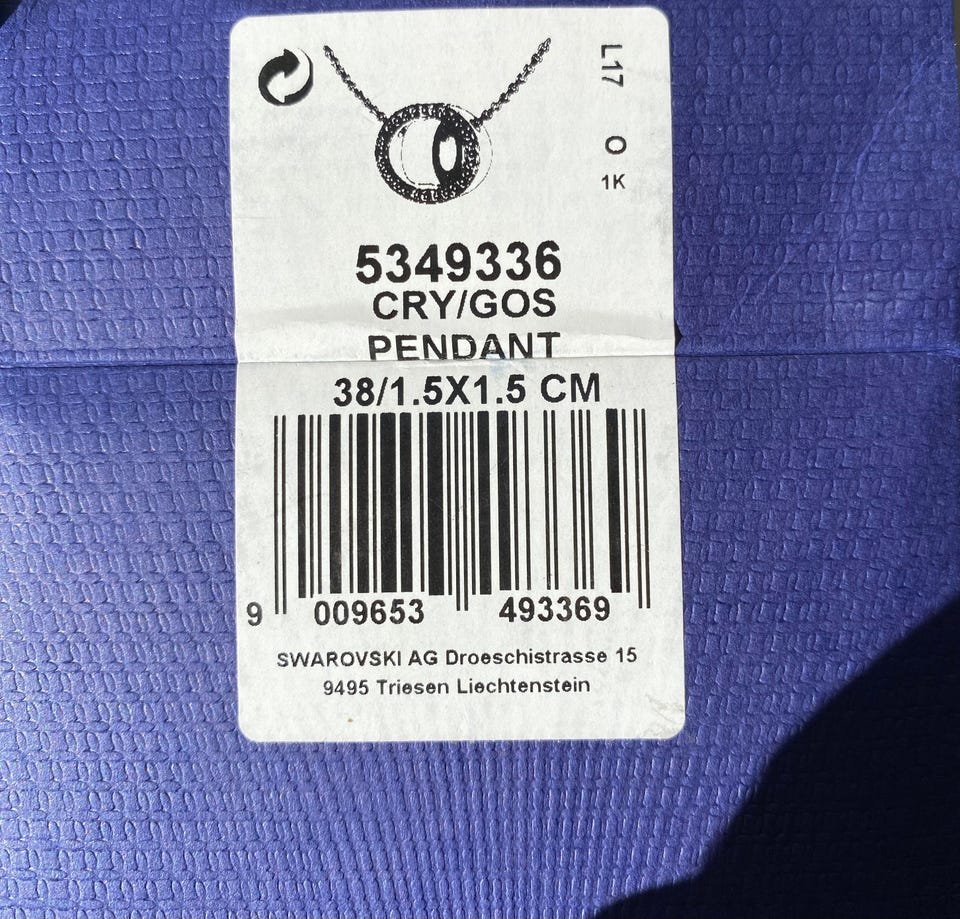 L17 O
1K
5349336
CRY/GOS
PENDANT
38/1.5X1.5 CM
9 009653 493369
SWAROVSKI AG Droeschistrasse 15
9495 Triesen Liechtenstein